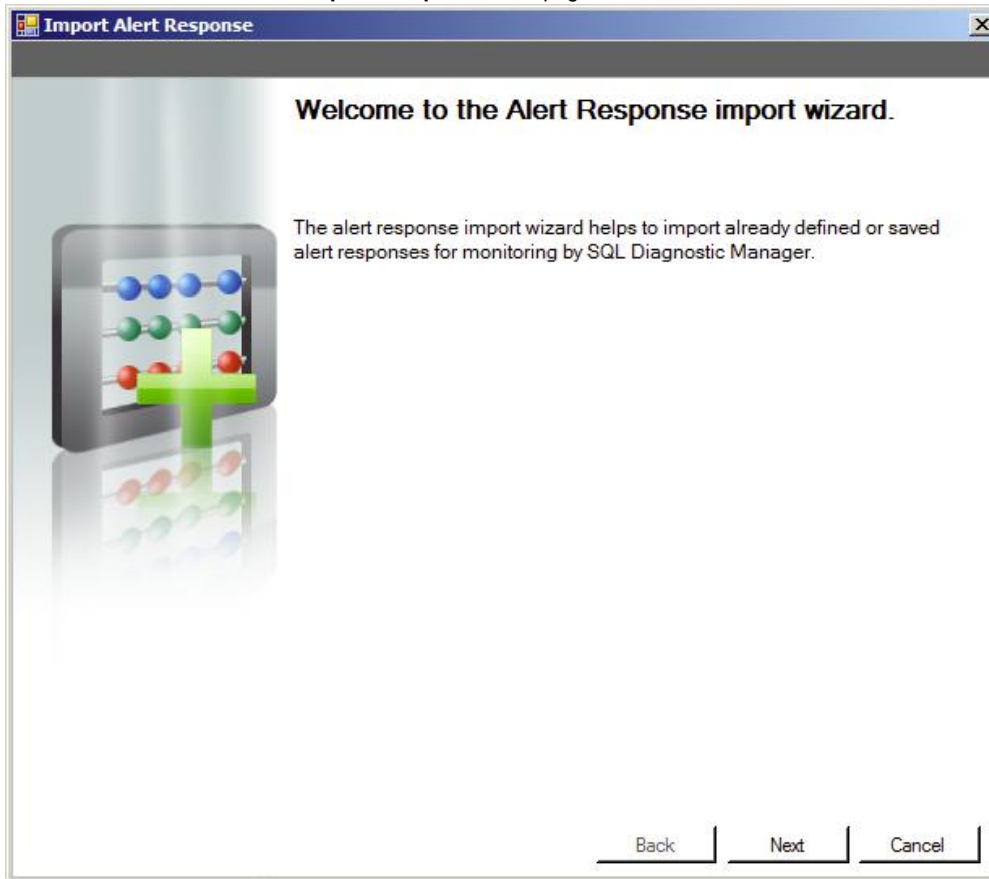 Import Alert Response
Welcome to the Alert Response import wizard.
The alert response import wizard helps to import already defined or saved
alert responses for monitoring by SQL Diagnostic Manager.
Back Next Cancel